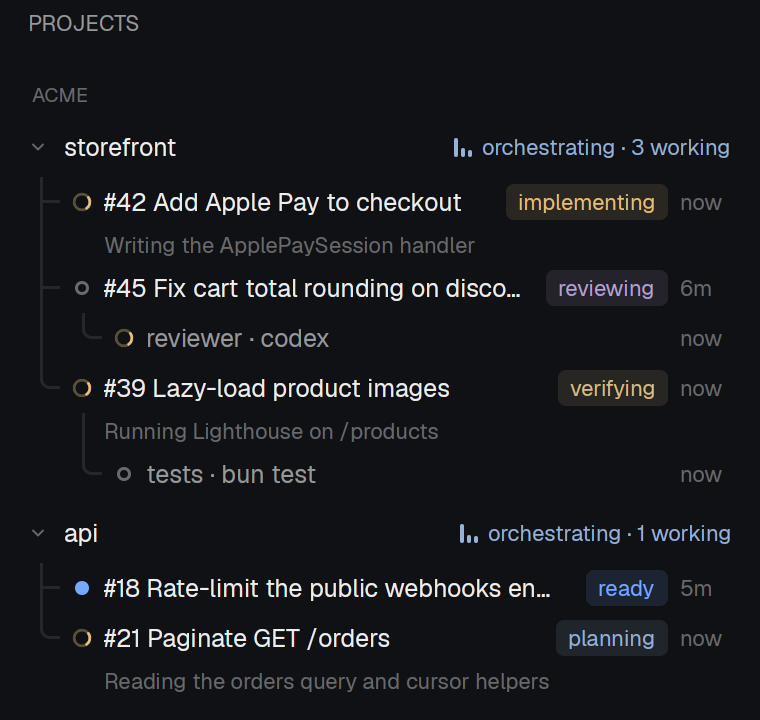 PROJECTS
ACME
storefront orchestrating · 3 working
#42 Add Apple Pay to checkout implementing now
Writing the ApplePaySession handler
#45 Fix cart total rounding on disco... reviewing 6m
reviewer · codex now
#39 Lazy-load product images verifying now
Running Lighthouse on /products
tests · bun test now
api orchestrating · 1 working
#18 Rate-limit the public webhooks en... ready 5m
#21 Paginate GET /orders planning now
Reading the orders query and cursor helpers